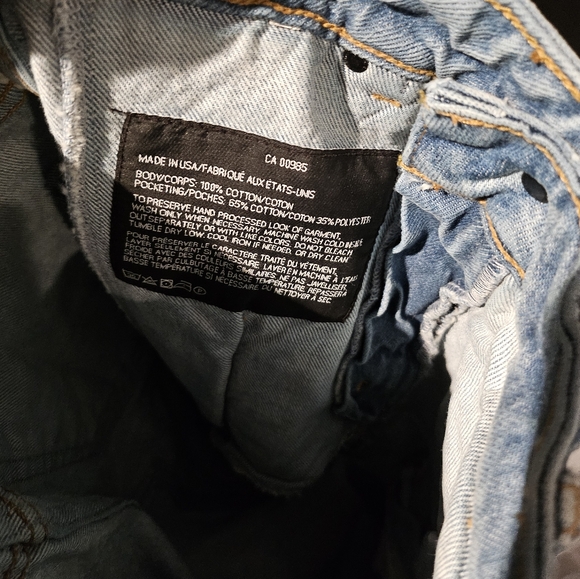 CA 00985
MADE IN USA/FABRIQUÉ AUX ÉTATS-UNIS
BODY/CORPS: 100% COTTON/COTON
POCKETING/POCHES: 65% COTTON/COTON 35% POLYESTER
TO PRESERVE HAND PROCESSED LOOK OF GARMENT,
WASH ONLY WHEN NECESSARY, MACHINE WASH COLD INSIDE
OUT SEPARATELY OR WITH LIKE COLORS, DO NOT BLEACH
TUMBLE DRY LOW, COOL IRON IF NEEDED, OR DRY CLEAN
POUR PRÉSERVER LE CARACTÈRE TRAITÉ DU VÊTEMENT,
LAVER SEULEMENT SI NÉCESSAIRE, LAVER EN MACHINE À L'EAU
FROIDE AVEC DES COULEURS SIMILAIRES, NE PAS JAVELLISER,
SÉCHER PAR CULBUTAGE À BASSE TEMPÉRATURE, REPASSER À
BASSE TEMPÉRATURE SI NÉCESSAIRE OU NETTOYER À SEC